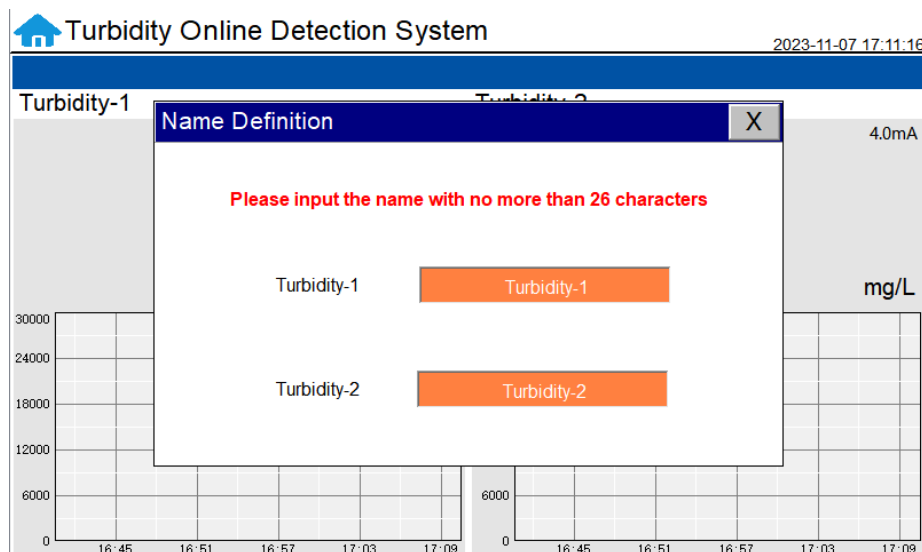 Turbidity Online Detection System
2023-11-07 17:11:16
Turbidity-1
Turbidity-2
Name Definition
X
4.0mA
Please input the name with no more than 26 characters
Turbidity-1
Turbidity-1
mg/L
Turbidity-2
Turbidity-2
30000
24000
18000
12000
6000
0
16:45 16:51 16:57 17:03 17:09
6000
0
16:45 16:51 16:57 17:03 17:09